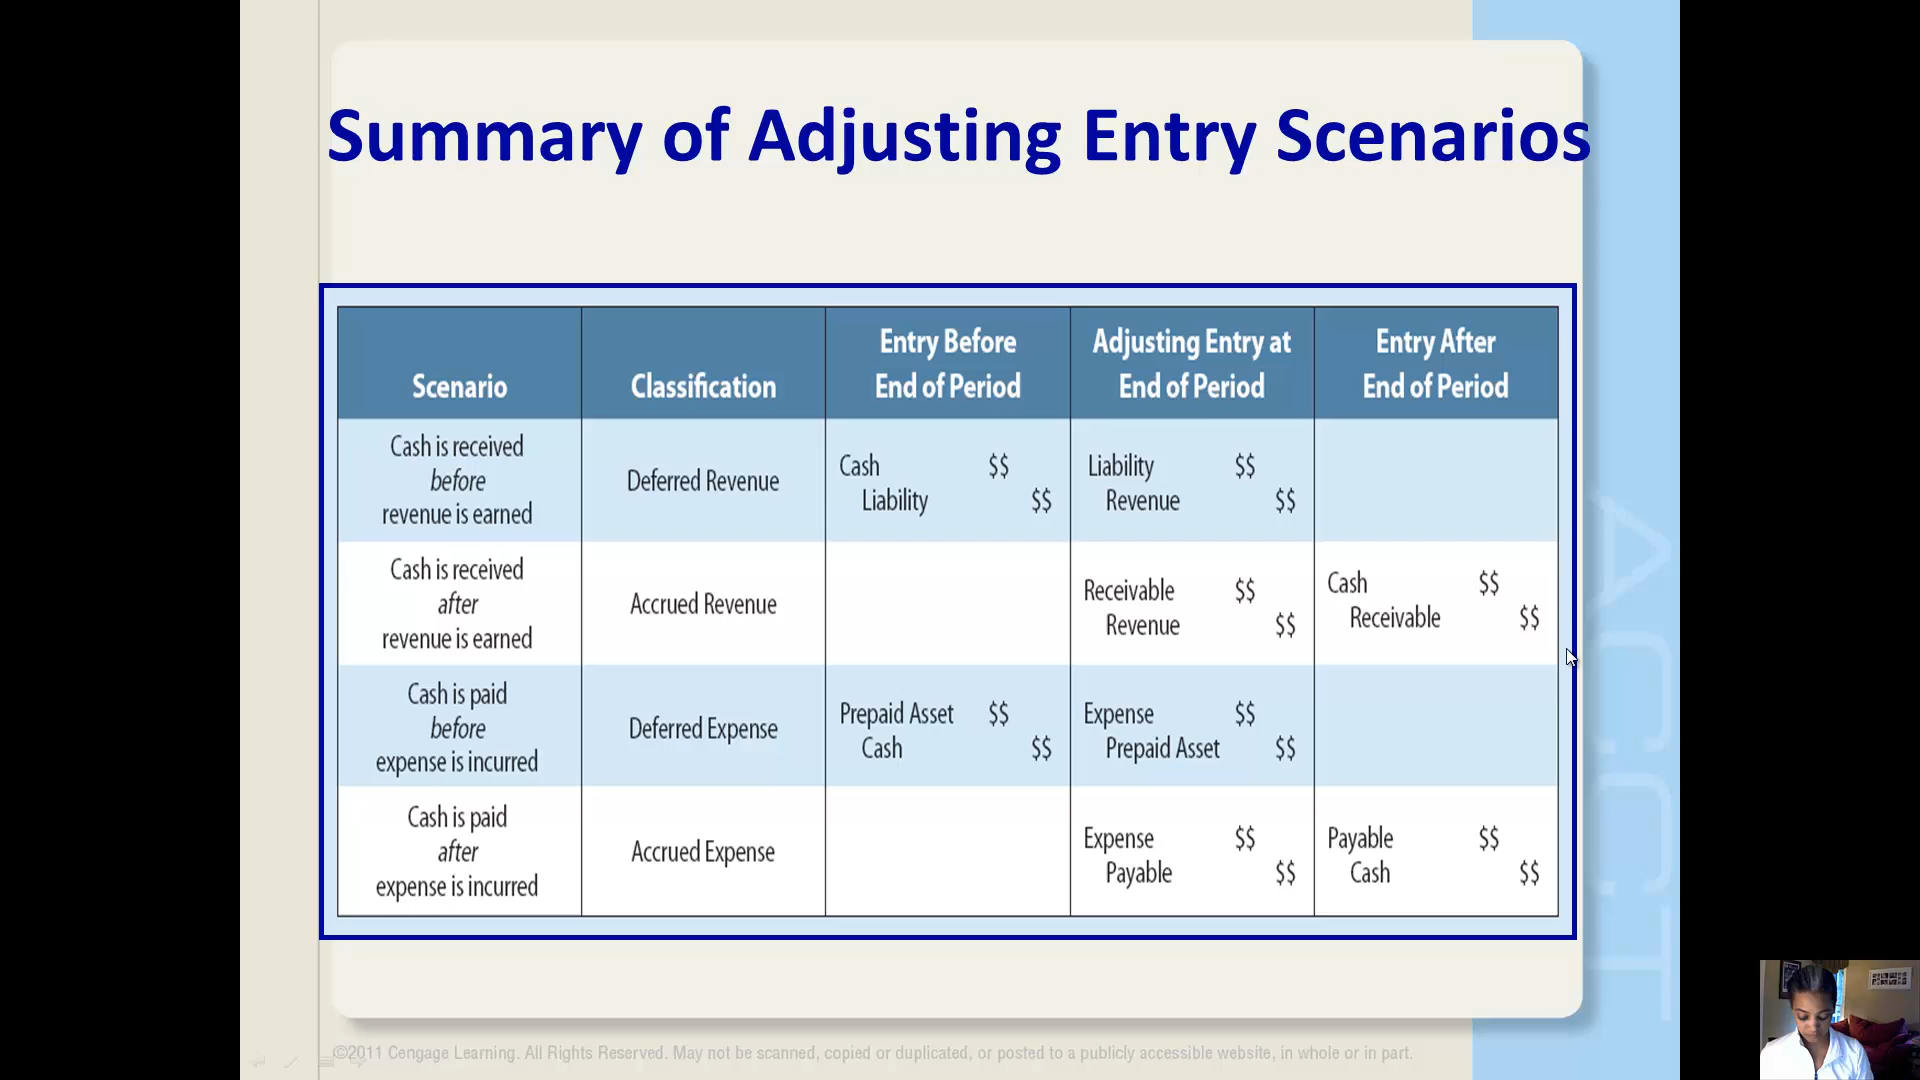 Summary of Adjusting Entry Scenarios
Scenario
Classification
Entry Before
End of Period
Adjusting Entry at
End of Period
Entry After
End of Period
Cash is received
before
revenue is earned
Deferred Revenue
Cash $$
Liability $$
Liability $$
Revenue $$
Cash is received
after
revenue is earned
Accrued Revenue
Receivable $$
Revenue $$
Cash $$
Receivable $$
Cash is paid
before
expense is incurred
Deferred Expense
Prepaid Asset $$
Cash $$
Expense $$
Prepaid Asset $$
Cash is paid
after
expense is incurred
Accrued Expense
Expense $$
Payable $$
Payable $$
Cash $$
ACCT
©2011 Cengage Learning. All Rights Reserved. May not be scanned, copied or duplicated, or posted to a publicly accessible website, in whole or in part.